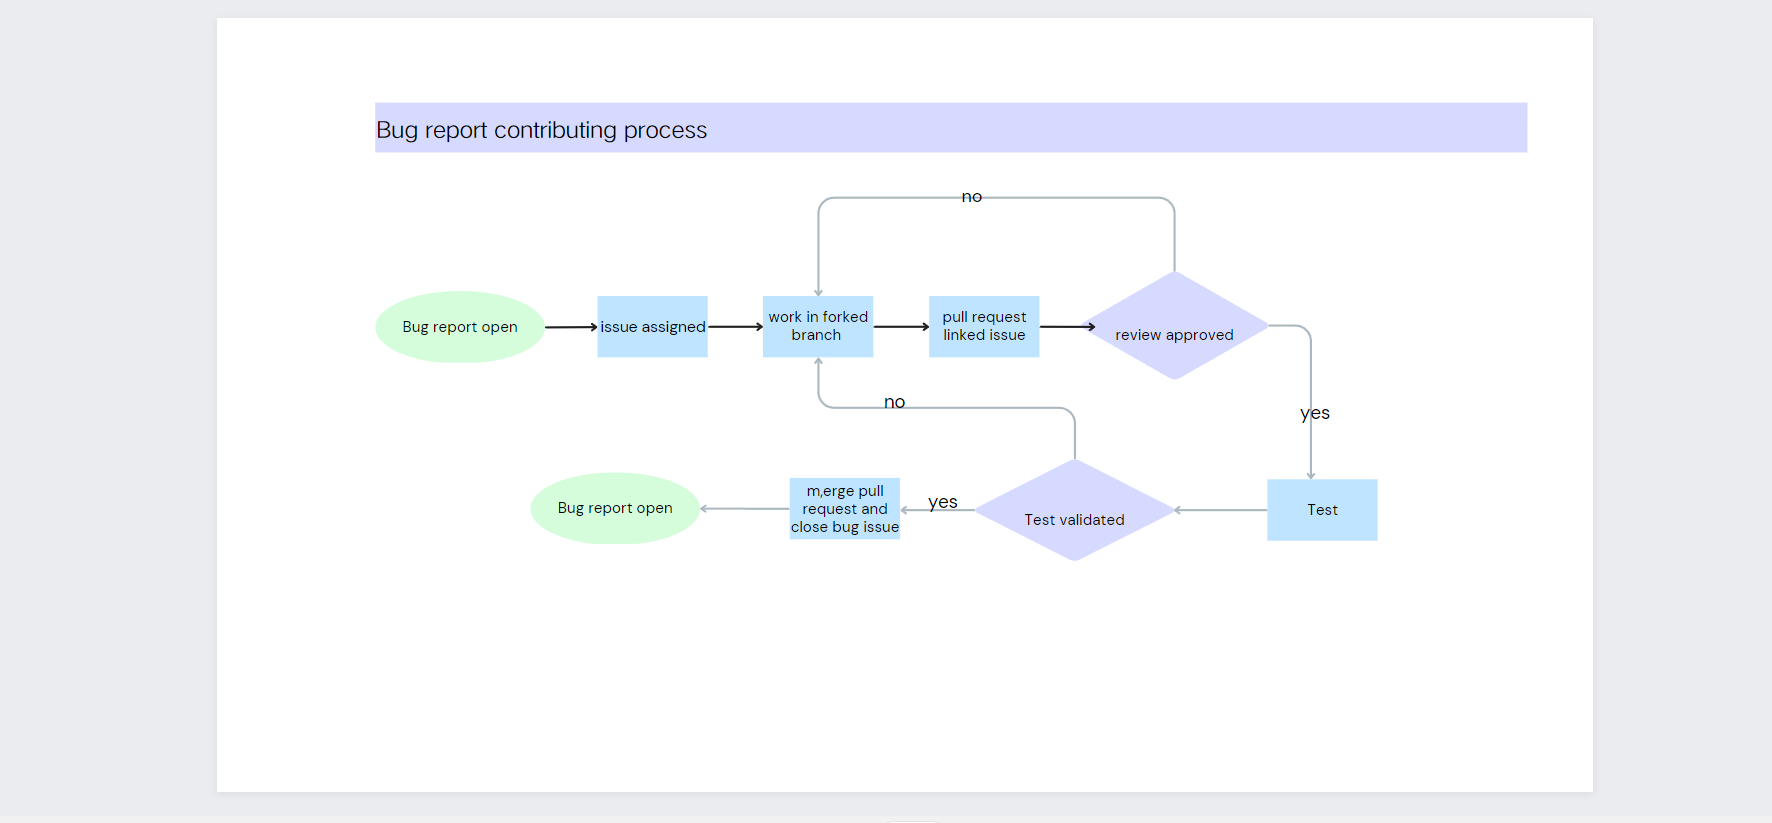 Bug report contributing process
no
Bug report open
issue assigned
work in forked
branch
pull request
linked issue
review approved
no
yes
Bug report open
m,erge pull
request and
close bug issue
yes
Test validated
Test